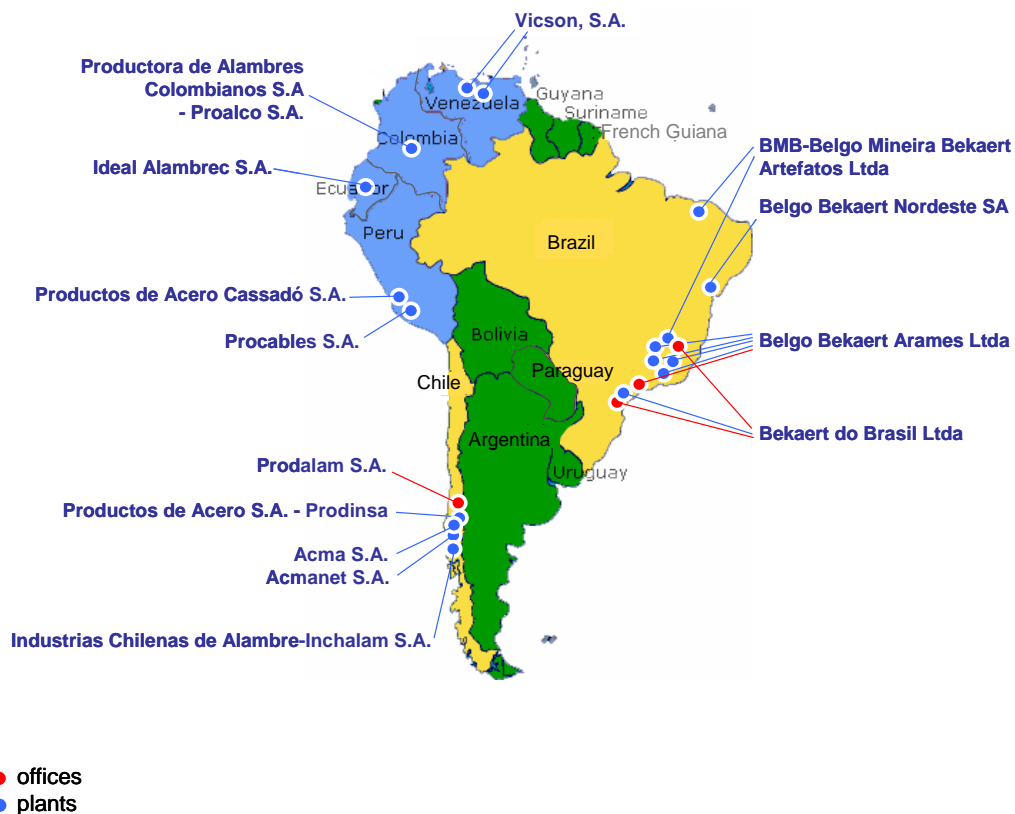 Vicson, S.A.
Productora de Alambres
Colombianos S.A
- Proalco S.A.
Venezuela
Guyana
Suriname
French Guiana
Colombia
BMB-Belgo Mineira Bekaert
Artefatos Ltda
Ideal Alambrec S.A.
Ecuador
Belgo Bekaert Nordeste SA
Peru
Brazil
Productos de Acero Cassadó S.A.
Procables S.A.
Bolivia
Belgo Bekaert Arames Ltda
Paraguay
Chile
Argentina
Bekaert do Brasil Ltda
Prodalam S.A.
Uruguay
Productos de Acero S.A. - Prodinsa
Acma S.A.
Acmanet S.A.
Industrias Chilenas de Alambre-Inchalam S.A.
offices
plants